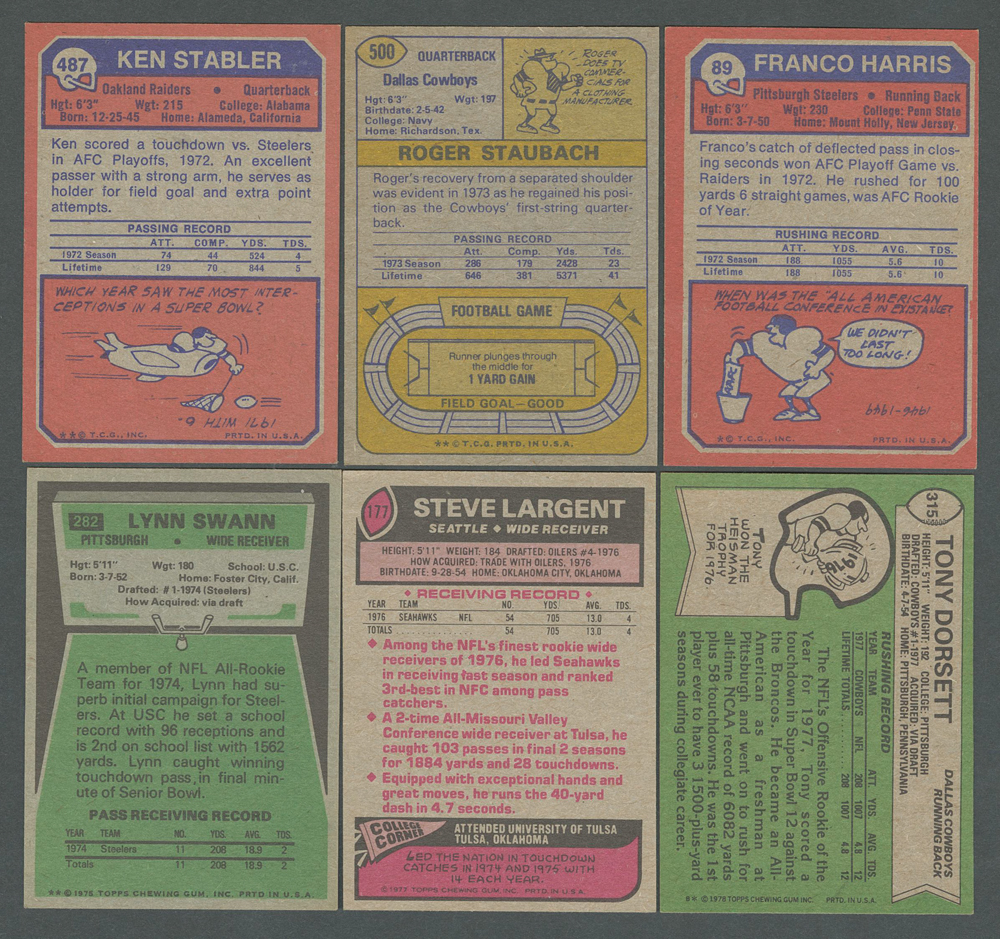 487
KEN STABLER
Oakland Raiders • Quarterback
Hgt: 6'3" Wgt: 215 College: Alabama
Born: 12-25-45 Home: Alameda, California
Ken scored a touchdown vs. Steelers
in AFC Playoffs, 1972. An excellent
passer with a strong arm, he serves as
holder for field goal and extra point
attempts.
PASSING RECORD
ATT. COMP. YDS. TDS.
1972 Season 74 44 524 4
Lifetime 129 70 844 5
WHICH YEAR SAW THE MOST INTER-
CEPTIONS IN A SUPER BOWL?
1971 WITH 6.
★★© T.C.G., INC. PRTD. IN U.S.A.
500
QUARTERBACK
Dallas Cowboys
Hgt: 6'3" Wgt: 197
Birthdate: 2-5-42
College: Navy
Home: Richardson, Tex.
ROGER
DOES TV
COMMER-
CIALS FOR
A CLOTHING
MANUFACTURER.
ROGER STAUBACH
Roger's recovery from a separated shoulder
was evident in 1973 as he regained his posi-
tion as the Cowboys' first-string quarter-
back.
PASSING RECORD
Att. Comp. Yds. Tds.
1973 Season 286 179 2428 23
Lifetime 646 381 5371 41
FOOTBALL GAME
Runner plunges through
the middle for
1 YARD GAIN
FIELD GOAL—GOOD
★★ © T.C.G. PRTD. IN U.S.A.
89
FRANCO HARRIS
Pittsburgh Steelers • Running Back
Hgt: 6'3" Wgt: 230 College: Penn State
Born: 3-7-50 Home: Mount Holly, New Jersey.
Franco's catch of deflected pass in clos-
ing seconds won AFC Playoff Game vs.
Raiders in 1972. He rushed for 100
yards 6 straight games, was AFC Rookie
of Year.
RUSHING RECORD
ATT. YDS. AVG. TDS.
1972 Season 188 1055 5.6 10
Lifetime 188 1055 5.6 10
WHEN WAS THE "ALL AMERICAN
FOOTBALL CONFERENCE IN EXISTANCE?
WE DIDN'T
LAST
TOO LONG!
AAFC
1946-1949
★© T.C.G., INC. PRTD. IN U.S.A.
282
LYNN SWANN
PITTSBURGH • WIDE RECEIVER
Hgt: 5'11" Wgt: 180 School: U.S.C.
Born: 3-7-52 Home: Foster City, Calif.
Drafted: #1-1974 (Steelers)
How Acquired: via draft
A member of NFL All-Rookie
Team for 1974, Lynn had su-
perb initial campaign for Steel-
ers. At USC he set a school
record with 96 receptions and
is 2nd on school list with 1562
yards. Lynn caught winning
touchdown pass in final min-
ute of Senior Bowl.
PASS RECEIVING RECORD
YEAR TEAM NO. YDS. AVG. TDS.
1974 Steelers 11 208 18.9 2
Totals 11 208 18.9 2
★★ © 1975 TOPPS CHEWING GUM, INC. PRTD. IN U.S.A.
177
STEVE LARGENT
SEATTLE ◆ WIDE RECEIVER
HEIGHT: 5'11" WEIGHT: 184 DRAFTED: OILERS #4-1976
HOW ACQUIRED: TRADE WITH OILERS, 1976
BIRTHDATE: 9-28-54 HOME: OKLAHOMA CITY, OKLAHOMA
◆ RECEIVING RECORD ◆
YEAR TEAM NO. YDS. AVG. TDS.
1976 SEAHAWKS NFL 54 705 13.0 4
TOTALS 54 705 13.0 4
◆ Among the NFL's finest rookie wide
receivers of 1976, he led Seahawks
in receiving last season and ranked
3rd-best in NFC among pass
catchers.
◆ A 2-time All-Missouri Valley
Conference wide receiver at Tulsa, he
caught 103 passes in final 2 seasons
for 1884 yards and 28 touchdowns.
◆ Equipped with exceptional hands and
great moves, he runs the 40-yard
dash in 4.7 seconds.
COLLEGE
CORNER
ATTENDED UNIVERSITY OF TULSA
TULSA, OKLAHOMA
LED THE NATION IN TOUCHDOWN
CATCHES IN 1974 AND 1975 WITH
14 EACH YEAR.
© 1977 TOPPS CHEWING GUM, INC. PRTD. IN U.S.A.
315
TONY DORSETT
DALLAS COWBOYS
RUNNING BACK
HEIGHT: 5'11" WEIGHT: 192 COLLEGE: PITTSBURGH
DRAFTED: COWBOYS #1-1977 ACQUIRED: VIA DRAFT
BIRTHDATE: 4-7-54 HOME: PITTSBURGH, PENNSYLVANIA
RUSHING RECORD
YEAR TEAM ATT. YDS. AVG. TDS.
1977 COWBOYS NFL 208 1007 4.8 12
LIFETIME TOTALS 208 1007 4.8 12
The NFL's Offensive Rookie of the
Year for 1977, Tony scored a
touchdown in Super Bowl 12 against
the Broncos. He became an All-
American as a freshman at
Pittsburgh and went on to rush for
all-time NCAA record of 6082 yards
plus 58 touchdowns. He was the 1st
player ever to have 3 1500-plus-yard
seasons during collegiate career.
TONY
WON THE
HEISMAN
TROPHY
FOR 1976.
1976
8★ © 1978 TOPPS CHEWING GUM INC. PRTD. IN U.S.A.